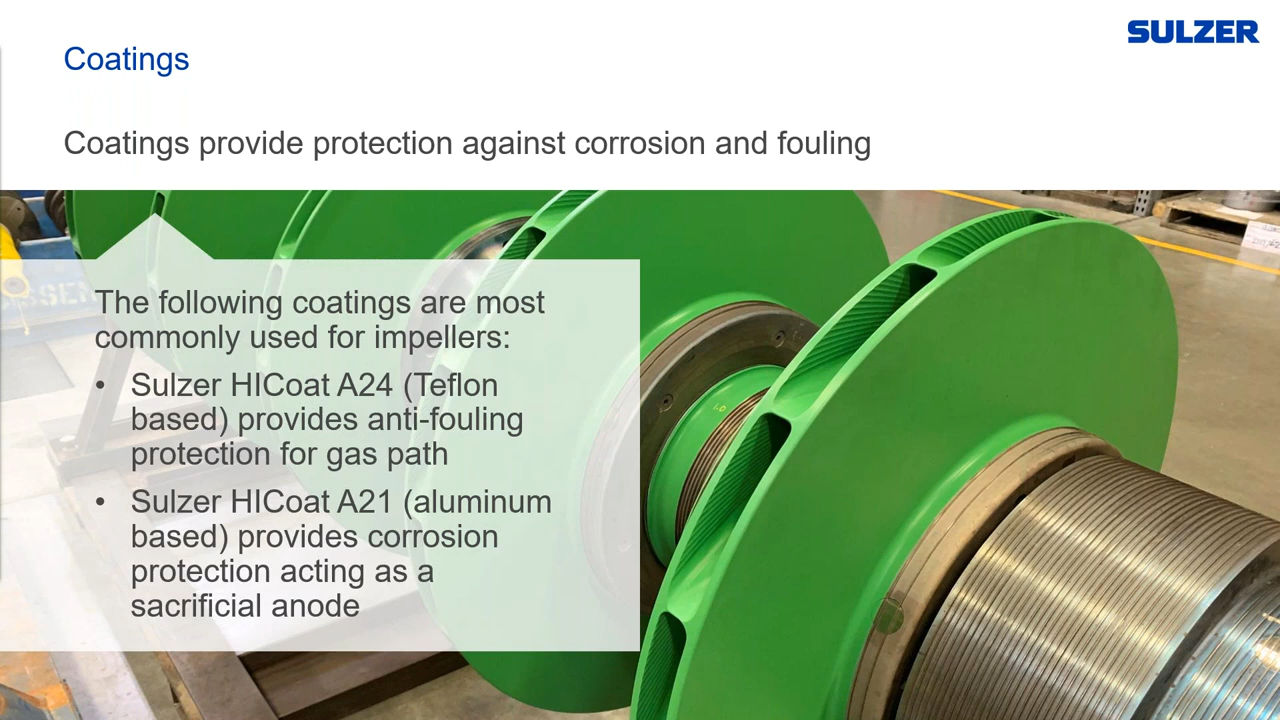 SULZER
Coatings
Coatings provide protection against corrosion and fouling
The following coatings are most
commonly used for impellers:
• Sulzer HICoat A24 (Teflon
based) provides anti-fouling
protection for gas path
• Sulzer HICoat A21 (aluminum
based) provides corrosion
protection acting as a
sacrificial anode